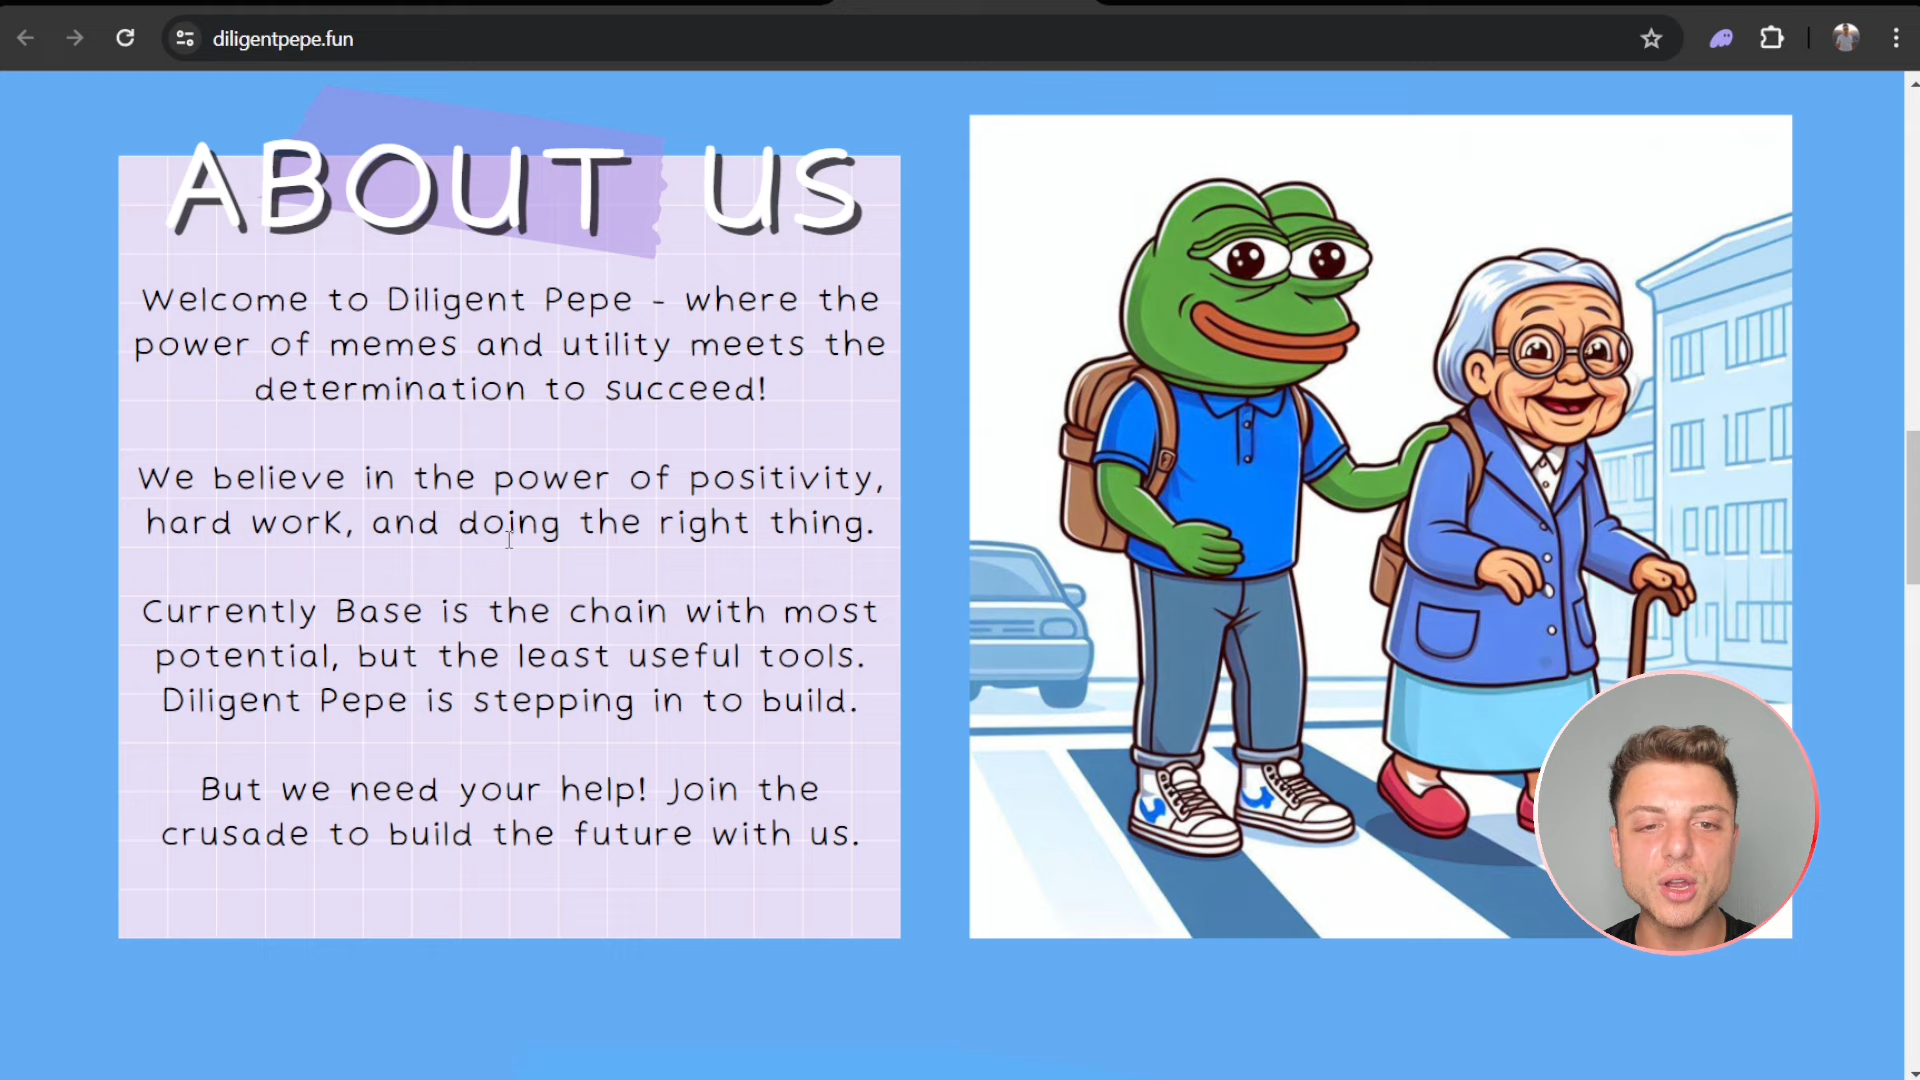 diligentpepe.fun
ABOUT US
Welcome to Diligent Pepe - where the
power of memes and utility meets the
determination to succeed!
We believe in the power of positivity,
hard work, and doing the right thing.
Currently Base is the chain with most
potential, but the least useful tools.
Diligent Pepe is stepping in to build.
But we need your help! Join the
crusade to build the future with us.